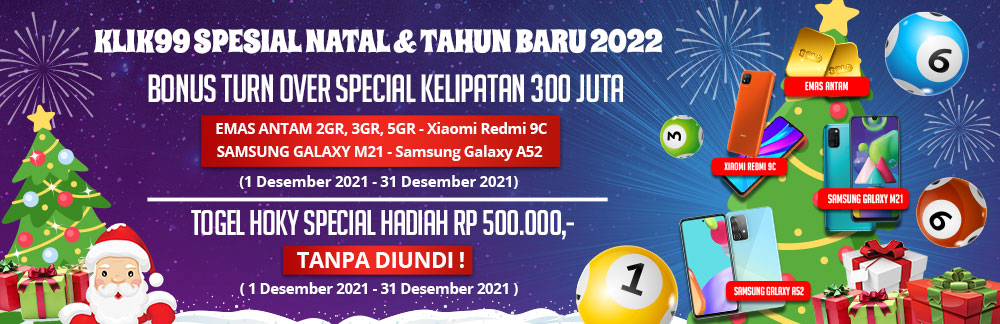 KLIK99 SPESIAL NATAL & TAHUN BARU 2022
BONUS TURN OVER SPECIAL KELIPATAN 300 JUTA
EMAS ANTAM 2GR, 3GR, 5GR - Xiaomi Redmi 9C
SAMSUNG GALAXY M21 - Samsung Galaxy A52
(1 Desember 2021 - 31 Desember 2021)
TOGEL HOKY SPECIAL HADIAH RP 500.000,-
TANPA DIUNDI !
( 1 Desember 2021 - 31 Desember 2021 )
EMAS ANTAM
6
3
XIAOMI REDMI 9C
SAMSUNG GALAXY M21
6
1
SAMSUNG GALAXY A52